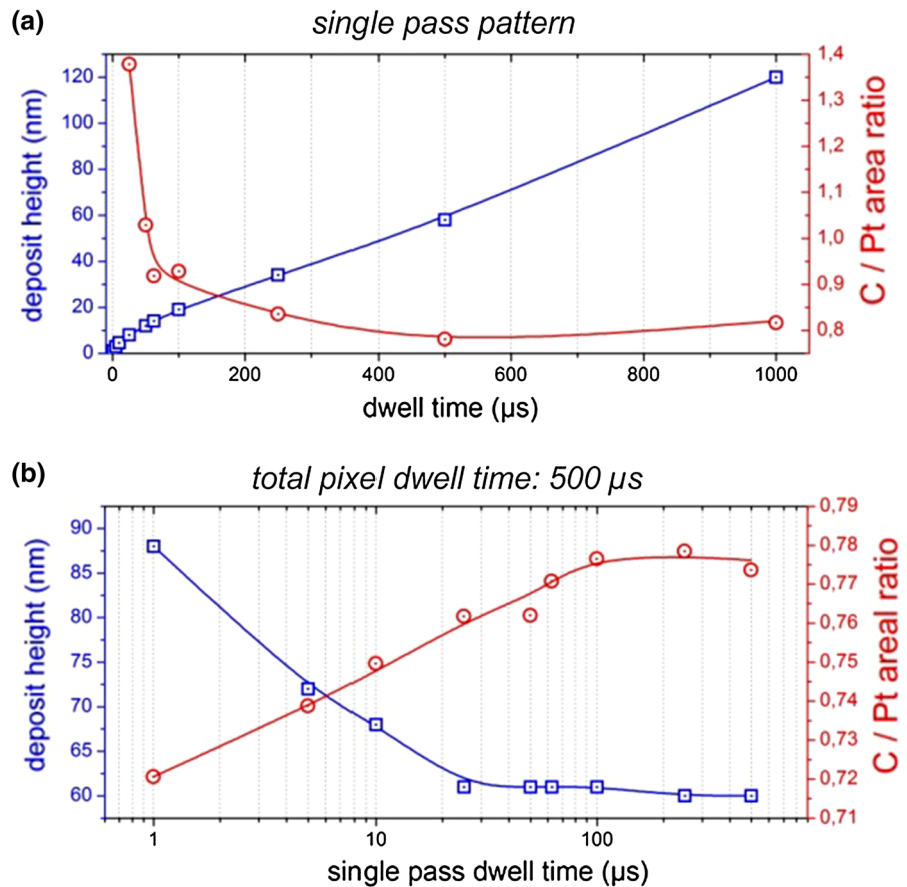 (a)
single pass pattern
deposit height (nm)
120
100
80
60
40
20
0
1,4
1,3
1,2
1,1
1,0
0,9
0,8
C / Pt area ratio
0 200 400 600 800 1000
dwell time (µs)
(b)
total pixel dwell time: 500 µs
deposit height (nm)
90
85
80
75
70
65
60
0,79
0,78
0,77
0,76
0,75
0,74
0,73
0,72
0,71
C / Pt areal ratio
1 10 100
single pass dwell time (µs)